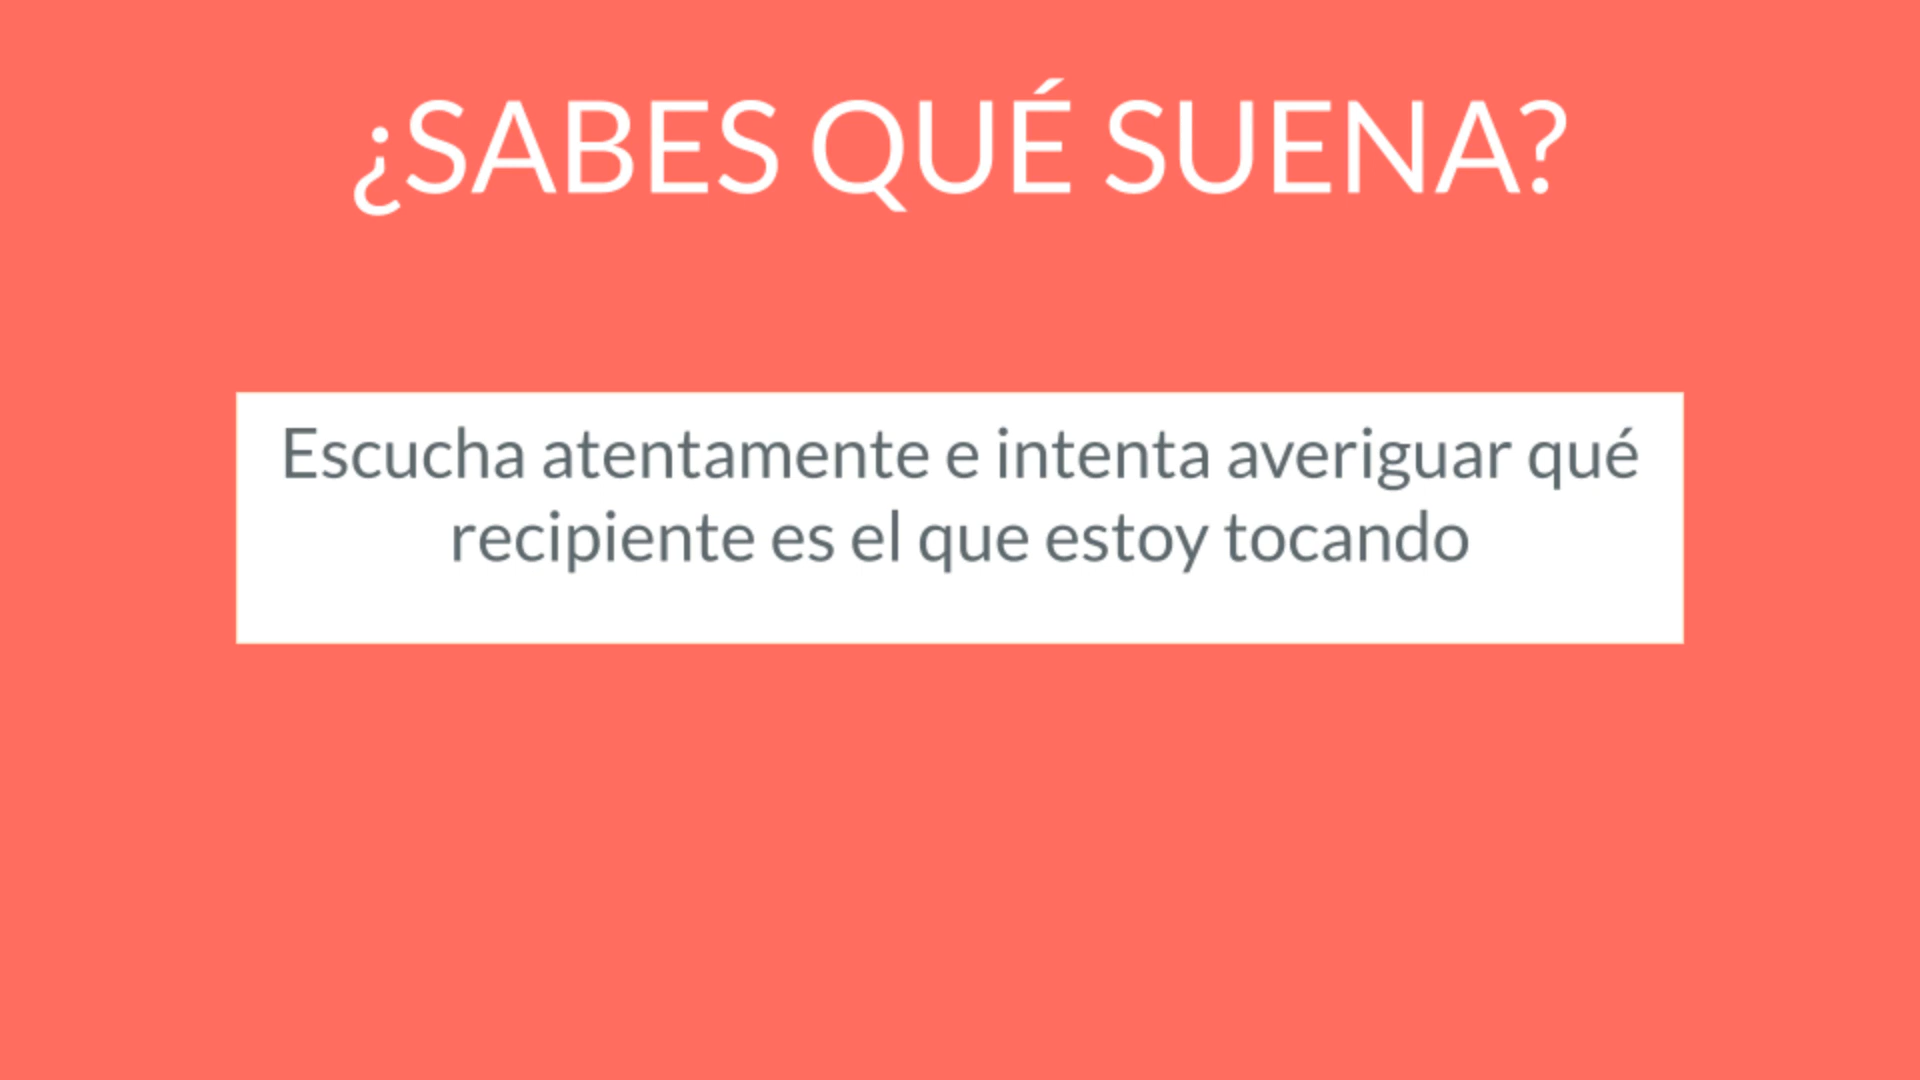 ¿SABES QUÉ SUENA?
Escucha atentamente e intenta averiguar qué
recipiente es el que estoy tocando